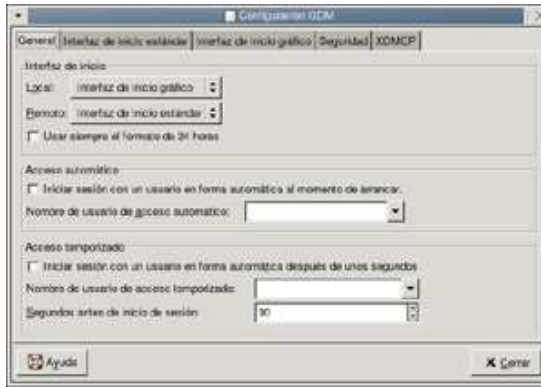 Configuración GDM
General Interfaz de inicio estándar Interfaz de inicio gráfico Seguridad XDMCP
Interfaz de inicio
Local: Interfaz de inicio gráfico
Remoto: Interfaz de inicio estándar
Usar siempre el formato de 24 horas
Acceso automático
Iniciar sesión con un usuario en forma automática al momento de arrancar.
Nombre de usuario de acceso automático:
Acceso temporizado
Iniciar sesión con un usuario en forma automática después de unos segundos
Nombre de usuario de acceso temporizado:
Segundos antes de inicio de sesión:
Ayuda
Cerrar